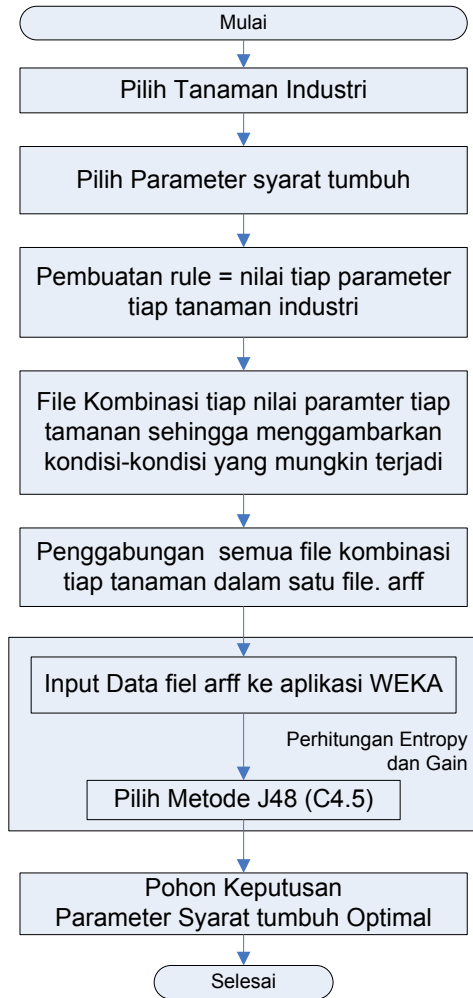 Mulai
Pilih Tanaman Industri
Pilih Parameter syarat tumbuh
Pembuatan rule = nilai tiap parameter
tiap tanaman industri
File Kombinasi tiap nilai paramter tiap
tamanan sehingga menggambarkan
kondisi-kondisi yang mungkin terjadi
Penggabungan  semua file kombinasi
tiap tanaman dalam satu file. arff
Input Data fiel arff ke aplikasi WEKA
Perhitungan Entropy
dan Gain
Pilih Metode J48 (C4.5)
Pohon Keputusan
Parameter Syarat tumbuh Optimal
Selesai